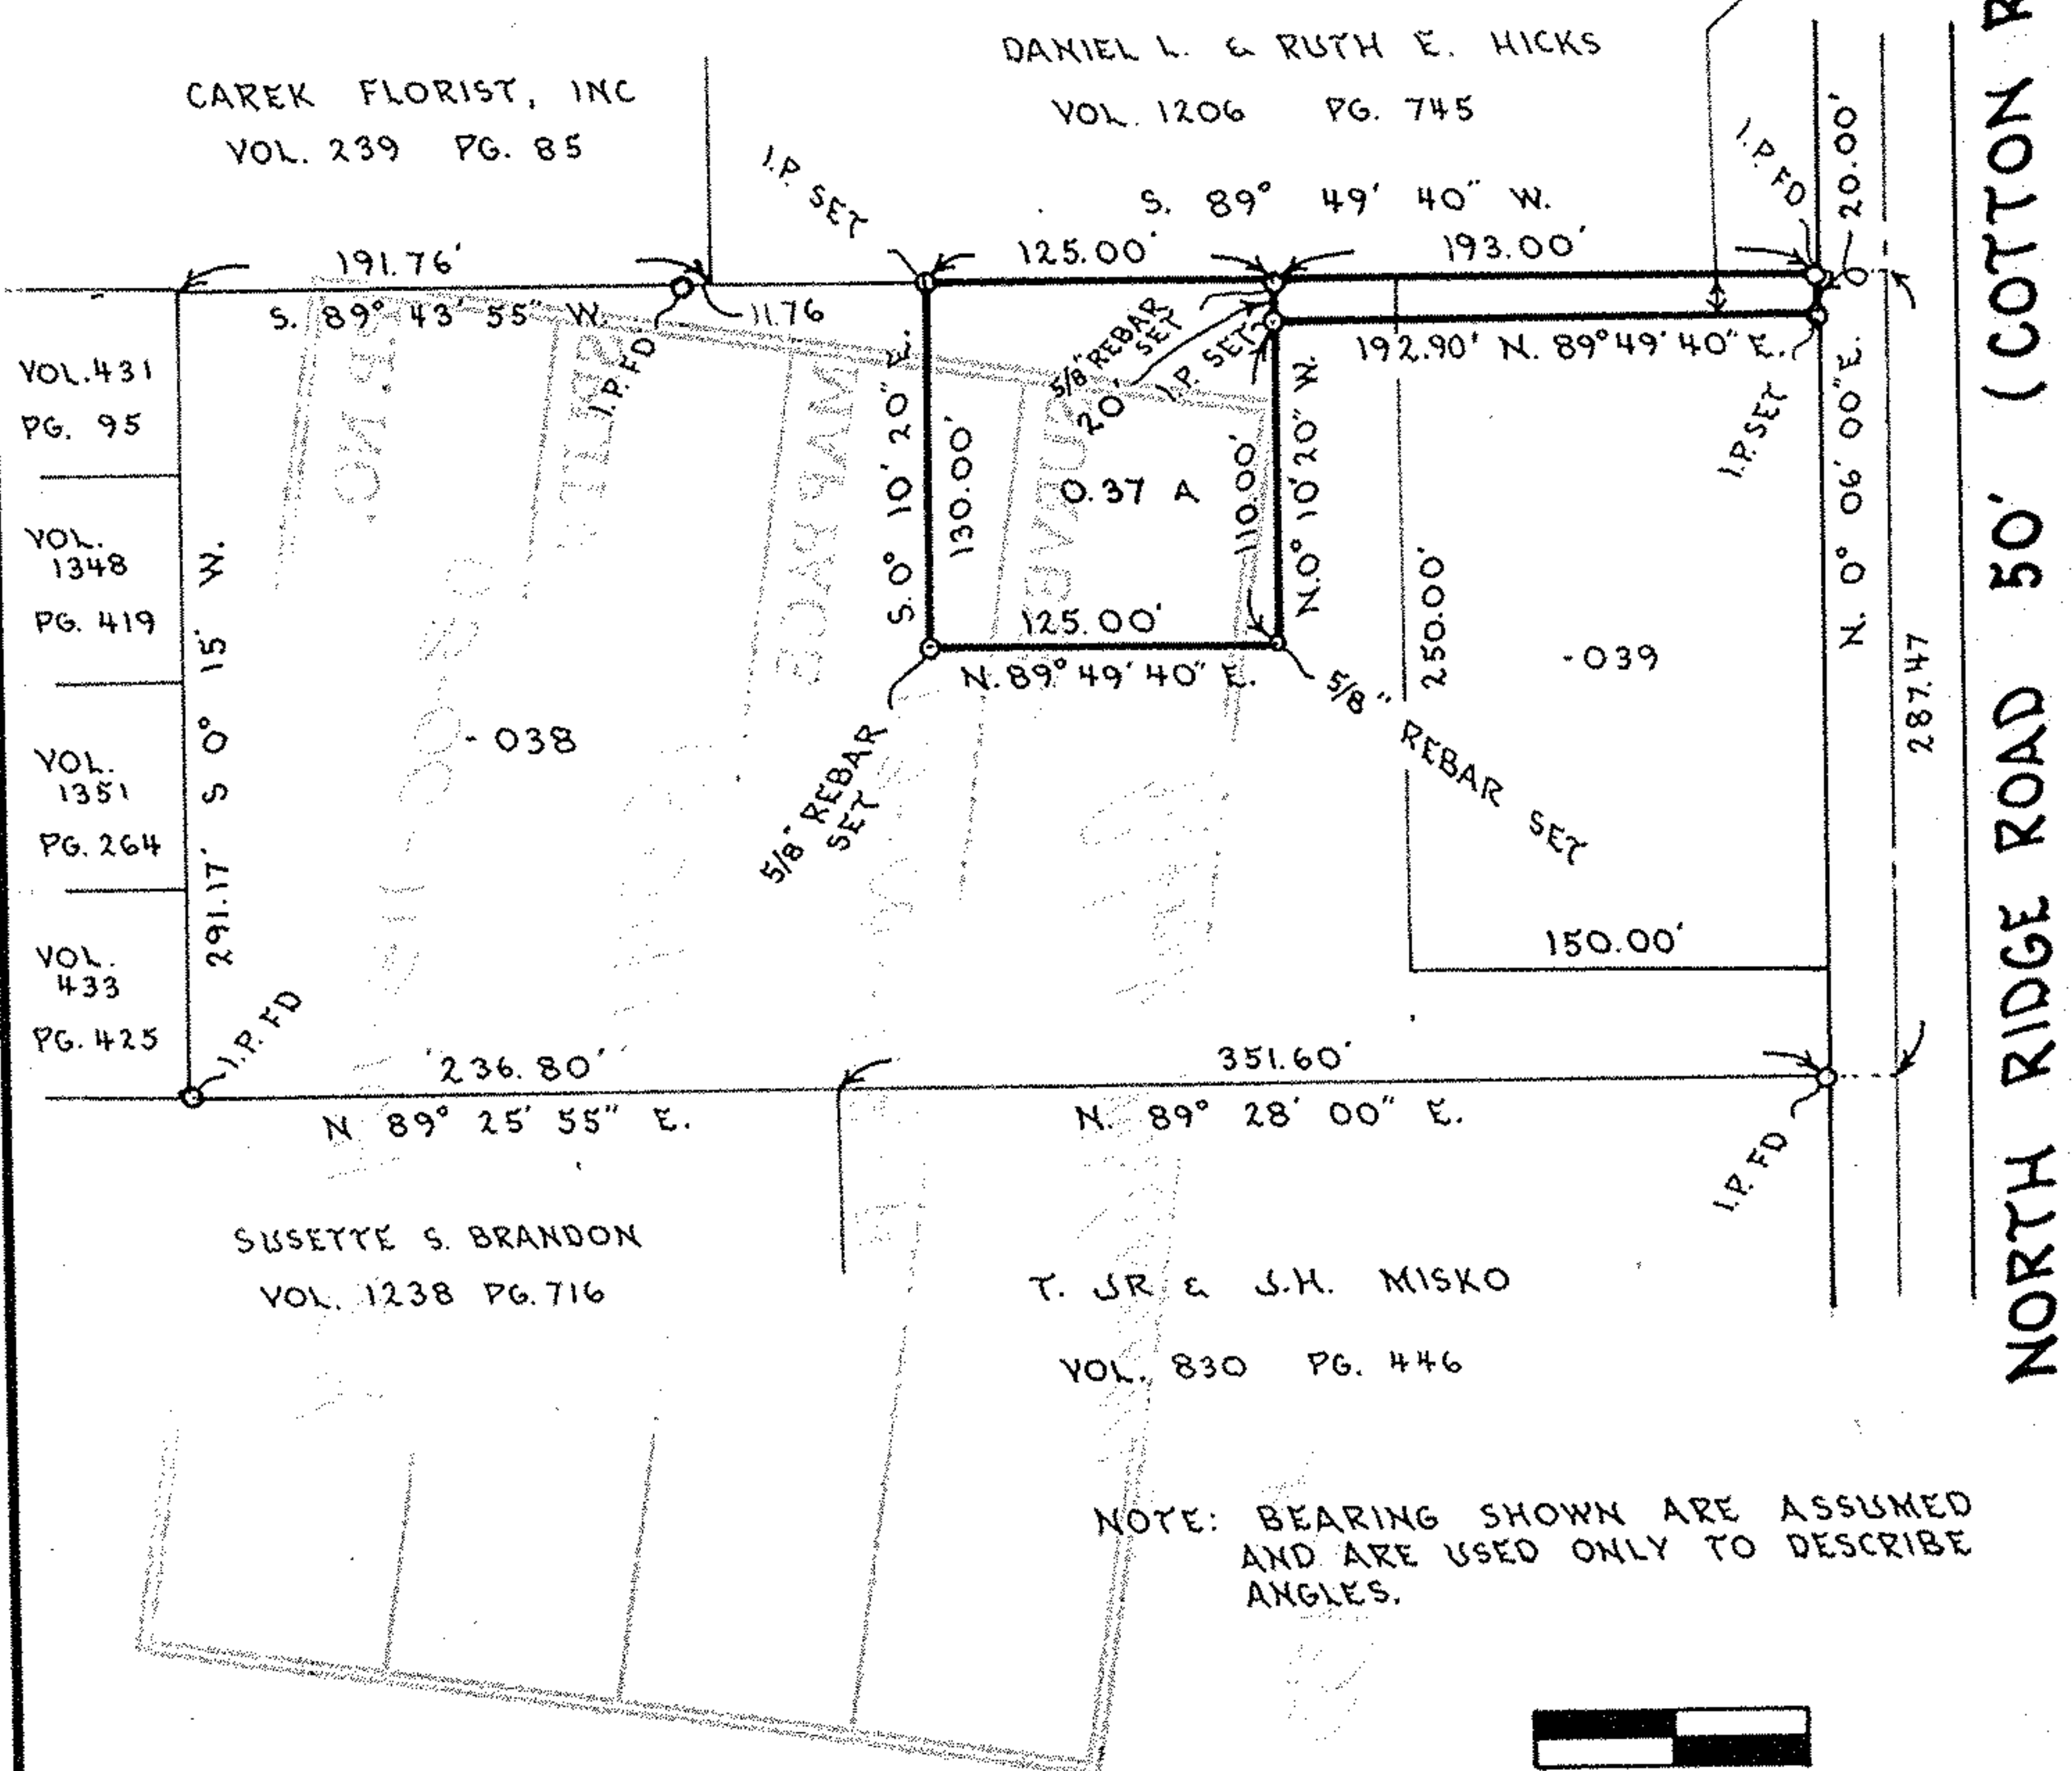 DANIEL L. & RUTH E. HICKS
VOL. 1206 PG. 745
CAREK FLORIST, INC
VOL. 239 PG. 85
I.P. SET
I.P. FD
20.00'
S. 89° 49' 40" W.
191.76'
125.00'
193.00'
S. 89° 43' 55" W.
11.76
I.P. FD
5/8" REBAR
SET
20'
I.P. SET
192.90' N. 89° 49' 40" E.
I.P. SET
VOL. 431
PG. 95
S. 0° 10' 20" E.
130.00'
0.37 A
110.00'
N. 0° 10' 20" W.
N. 0° 06' 00" E.
MAP PAGE
VOL.
1348
PG. 419
125.00'
N. 89° 49' 40" E.
250.00'
- 039
287.47
291.17' S 0° 15' W.
- 038
5/8" REBAR
SET
5/8" REBAR SET
VOL.
1351
PG. 264
150.00'
VOL.
433
PG. 425
I.P. FD
236.80'
N 89° 25' 55" E.
351.60'
N. 89° 28' 00" E.
I.P. FD
SUSETTE S. BRANDON
VOL. 1238 PG. 716
T. JR & J.H. MISKO
VOL. 830 PG. 446
NORTH RIDGE ROAD 50' (COTTON R
NOTE: BEARING SHOWN ARE ASSUMED
AND ARE USED ONLY TO DESCRIBE
ANGLES.